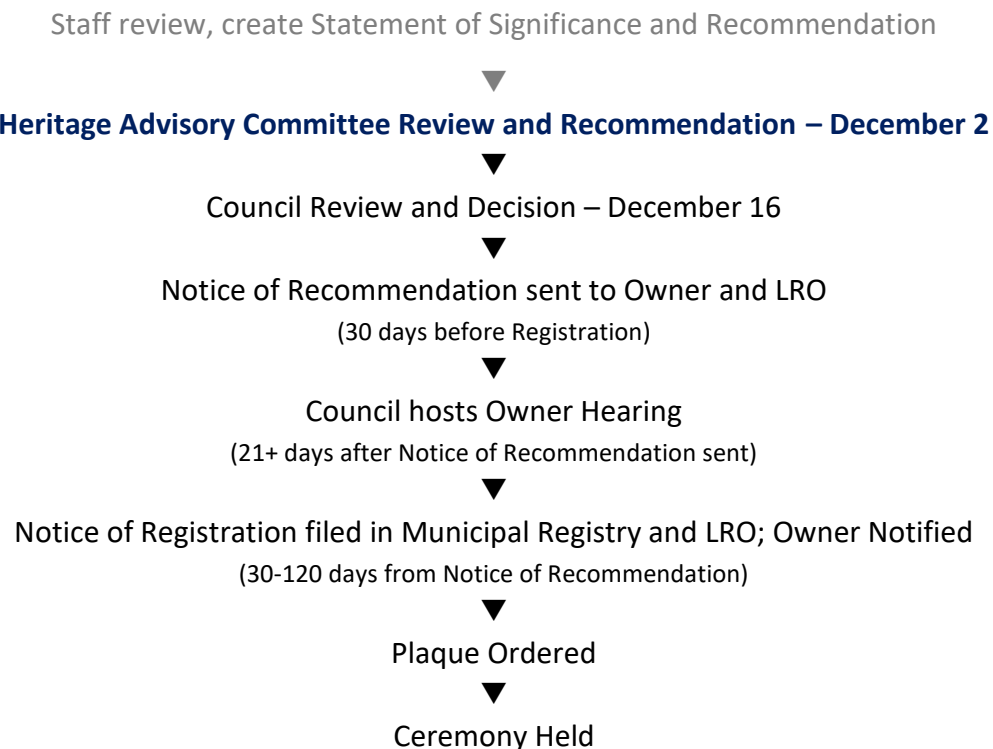 Staff review, create Statement of Significance and Recommendation
Heritage Advisory Committee Review and Recommendation – December 2
Council Review and Decision – December 16
Notice of Recommendation sent to Owner and LRO
(30 days before Registration)
Council hosts Owner Hearing
(21+ days after Notice of Recommendation sent)
Notice of Registration filed in Municipal Registry and LRO; Owner Notified
(30-120 days from Notice of Recommendation)
Plaque Ordered
Ceremony Held